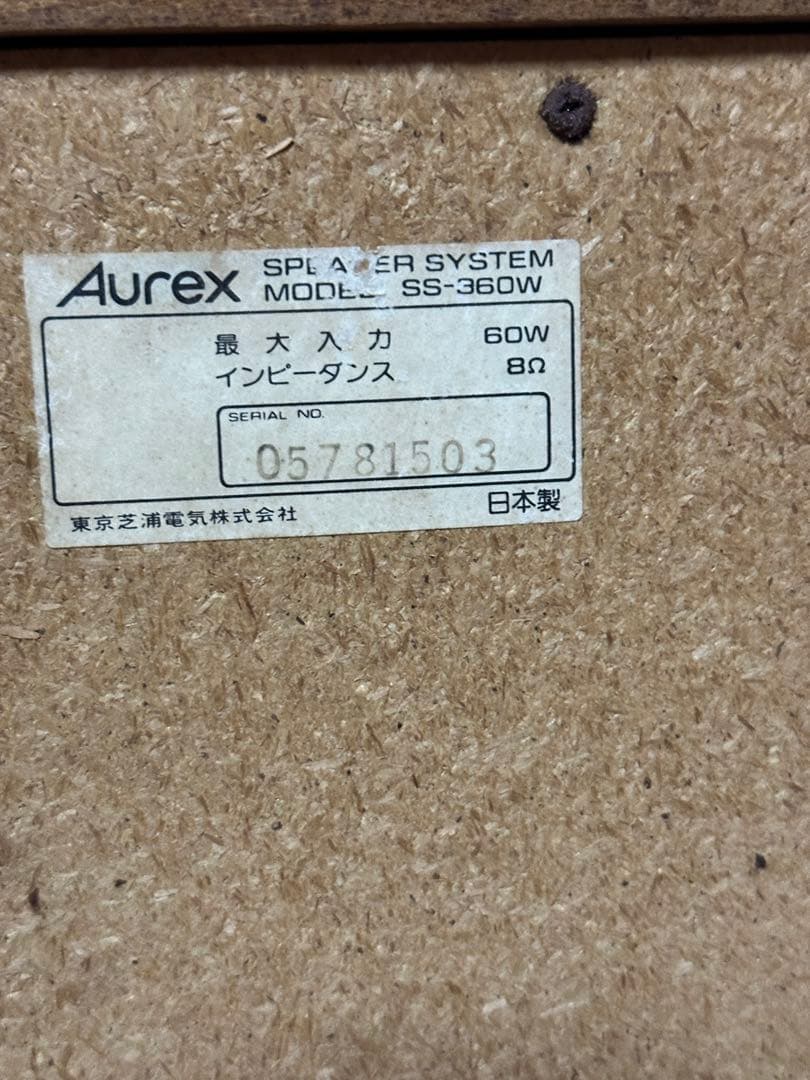 Aurex SPEAKER SYSTEM
MODEL SS-360W
最大入力 60W
インピーダンス 8Ω
SERIAL NO.
05781503
東京芝浦電気株式会社 日本製